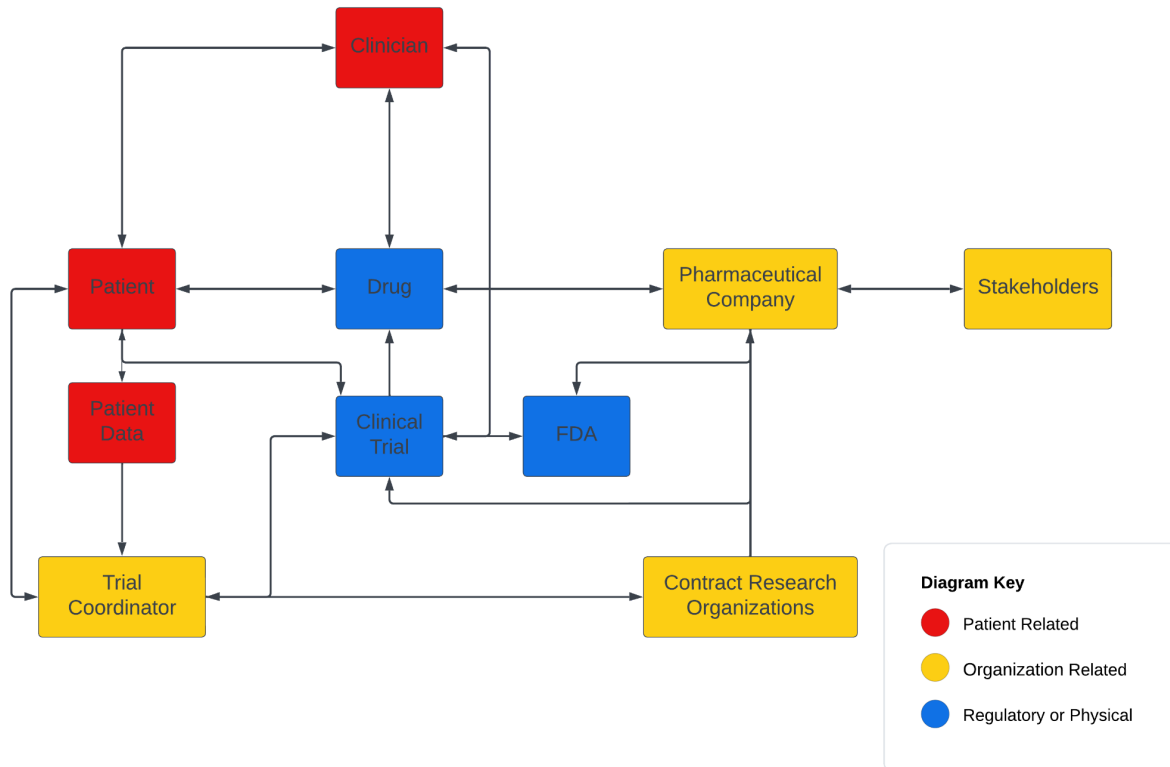 Clinician
Patient
Drug
Pharmaceutical
Company
Stakeholders
Patient
Data
Clinical
Trial
FDA
Trial
Coordinator
Contract Research
Organizations
Diagram Key
Patient Related
Organization Related
Regulatory or Physical